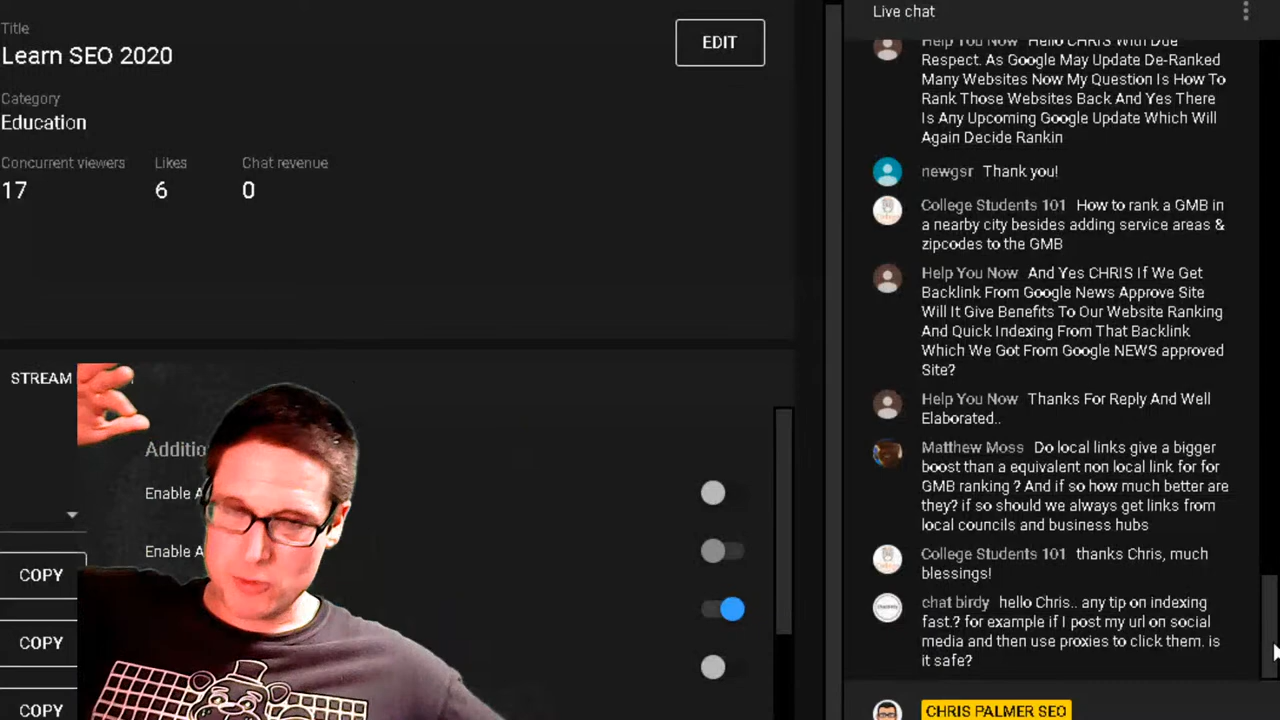 Title
Learn SEO 2020
EDIT
Category
Education
Concurrent viewers
Likes
Chat revenue
17
6
0
STREAM
Enable A
Enable A
COPY
COPY
COPY
Live chat
Help You Now Hello CHRIS With Due
Respect. As Google May Update De-Ranked
Many Websites Now My Question Is How To
Rank Those Websites Back And Yes There
Is Any Upcoming Google Update Which Will
Again Decide Rankin
newgsr Thank you!
College Students 101 How to rank a GMB in
a nearby city besides adding service areas &
zipcodes to the GMB
Help You Now And Yes CHRIS If We Get
Backlink From Google News Approve Site
Will It Give Benefits To Our Website Ranking
And Quick Indexing From That Backlink
Which We Got From Google NEWS approved
Site?
Help You Now Thanks For Reply And Well
Elaborated..
Matthew Moss Do local links give a bigger
boost than a equivalent non local link for for
GMB ranking ? And if so how much better are
they? if so should we always get links from
local councils and business hubs
College Students 101 thanks Chris, much
blessings!
chat birdy hello Chris.. any tip on indexing
fast.? for example if I post my url on social
media and then use proxies to click them. is
it safe?
CHRIS PALMER SEO